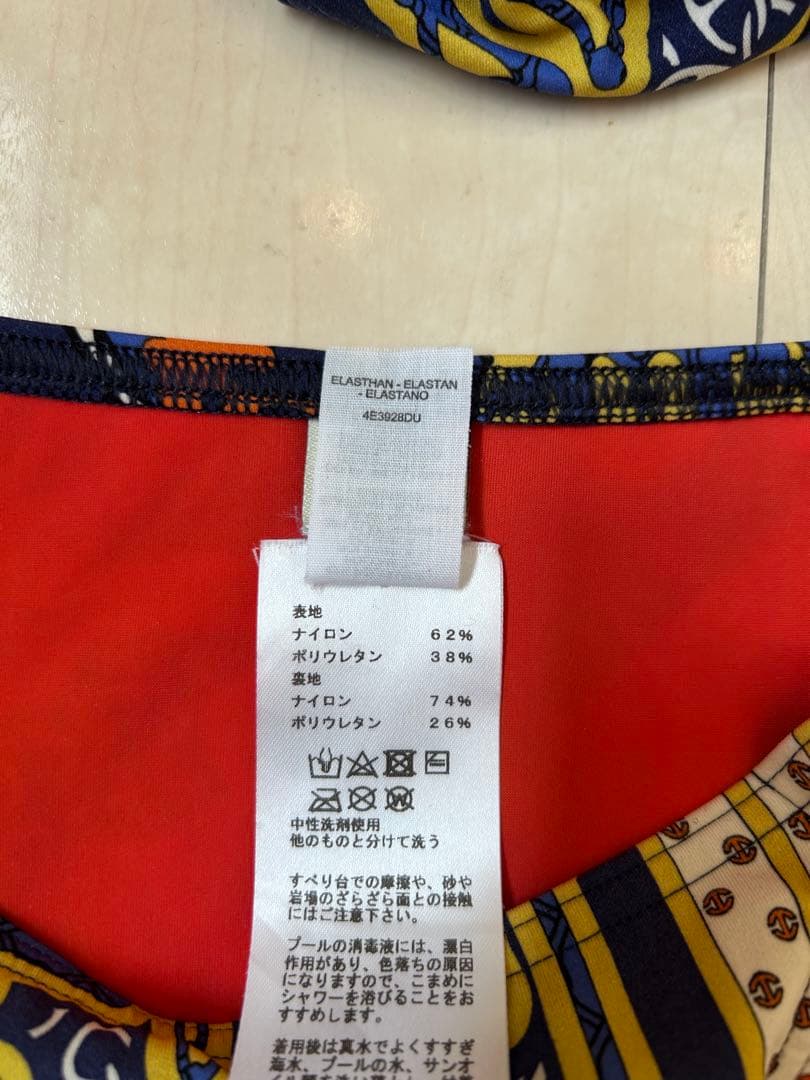 ELASTHAN - ELASTAN
- ELASTANO
4E3928DU
表地
ナイロン 62%
ポリウレタン 38%
裏地
ナイロン 74%
ポリウレタン 26%
中性洗剤使用
他のものと分けて洗う
すべり台での摩擦や、砂や
岩場のざらざら面との接触
にはご注意下さい。
プールの消毒液には、漂白
作用があり、色落ちの原因
になりますので、こまめに
シャワーを浴びることをお
すすめします。
着用後は真水でよくすすぎ
海水、プールの水、サンオ